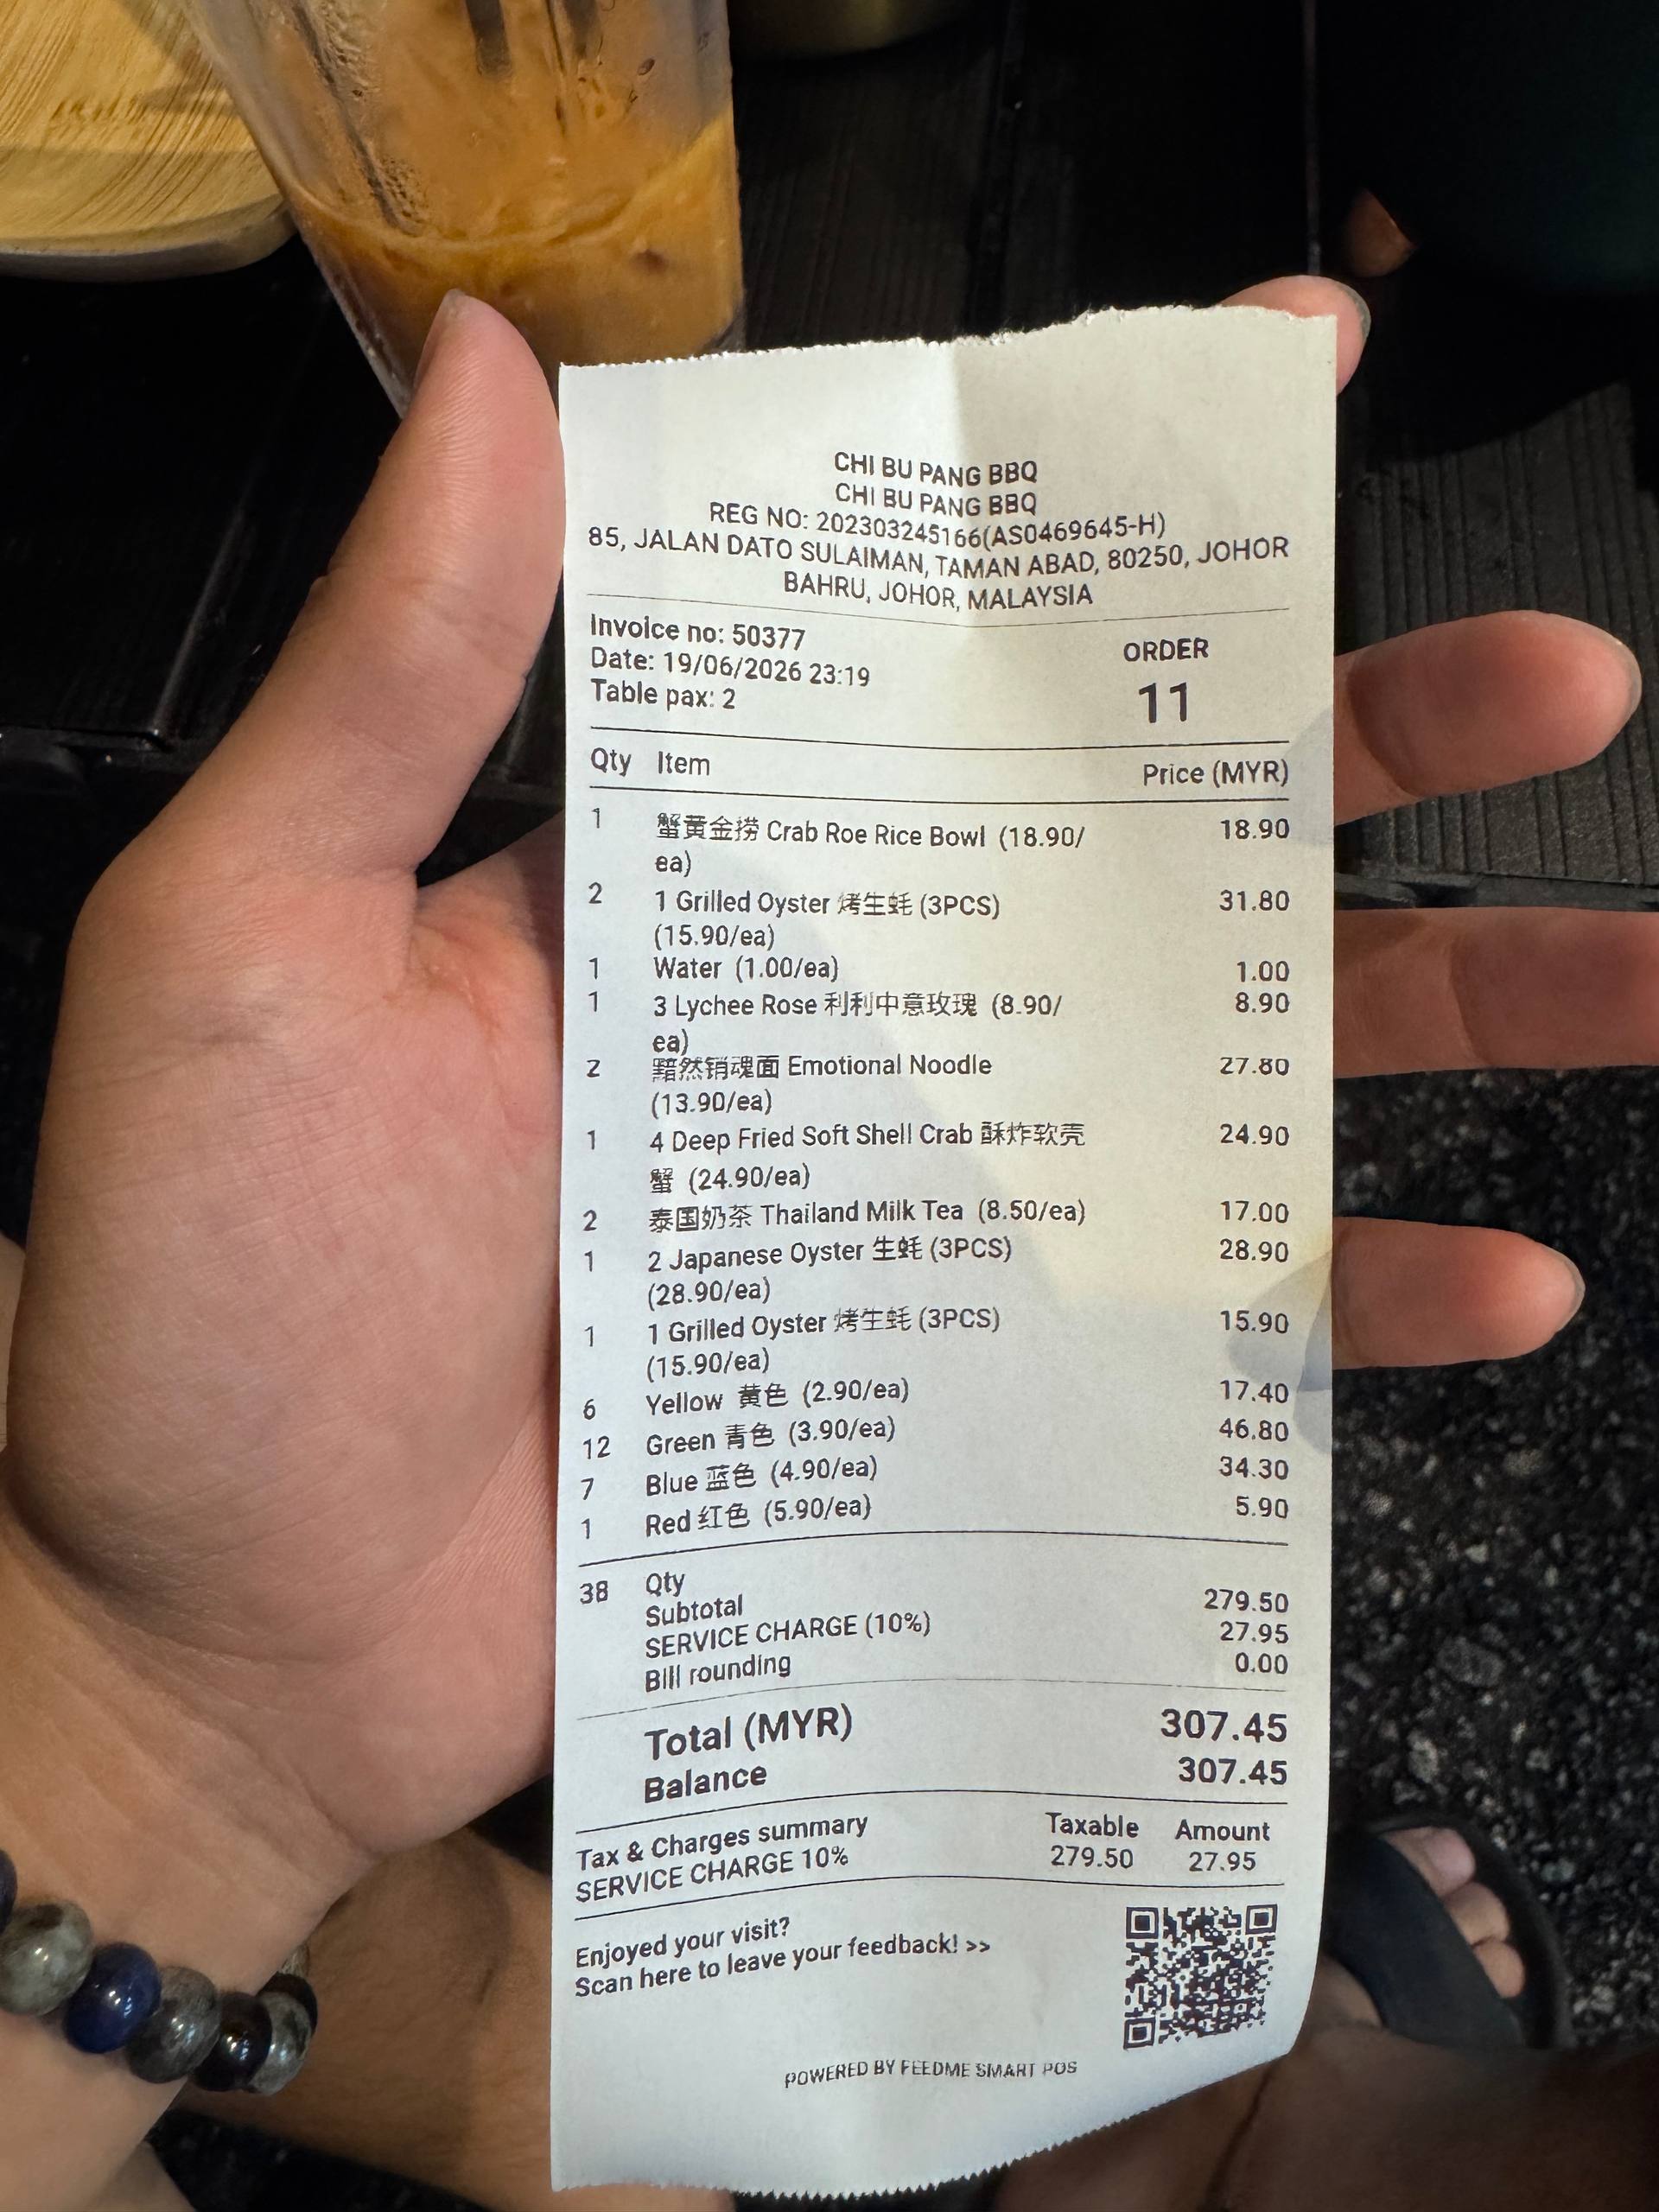 CHI BU PANG BBQ
CHI BU PANG BBQ
REG NO: 202303245166(AS0469645-H)
85, JALAN DATO SULAIMAN, TAMAN ABAD, 80250, JOHOR
BAHRU, JOHOR, MALAYSIA
Invoice no: 50377
Date: 19/06/2026 23:19
Table pax: 2
ORDER
11
Qty Item Price (MYR)
1 蟹黄金捞 Crab Roe Rice Bowl (18.90/ 18.90
ea)
2 1 Grilled Oyster 烤生蚝 (3PCS) 31.80
(15.90/ea)
1 Water (1.00/ea) 1.00
1 3 Lychee Rose 利利中意玫瑰 (8.90/ 8.90
ea)
2 黯然销魂面 Emotional Noodle 27.80
(13.90/ea)
1 4 Deep Fried Soft Shell Crab 酥炸软壳 24.90
蟹 (24.90/ea)
2 泰国奶茶 Thailand Milk Tea (8.50/ea) 17.00
1 2 Japanese Oyster 生蚝 (3PCS) 28.90
(28.90/ea)
1 1 Grilled Oyster 烤生蚝 (3PCS) 15.90
(15.90/ea)
6 Yellow 黄色 (2.90/ea) 17.40
12 Green 青色 (3.90/ea) 46.80
7 Blue 蓝色 (4.90/ea) 34.30
1 Red 红色 (5.90/ea) 5.90
38 Qty
Subtotal 279.50
SERVICE CHARGE (10%) 27.95
Bill rounding 0.00
Total (MYR) 307.45
Balance 307.45
Tax & Charges summary Taxable Amount
SERVICE CHARGE 10% 279.50 27.95
Enjoyed your visit?
Scan here to leave your feedback! >>
POWERED BY FEEDME SMART POS